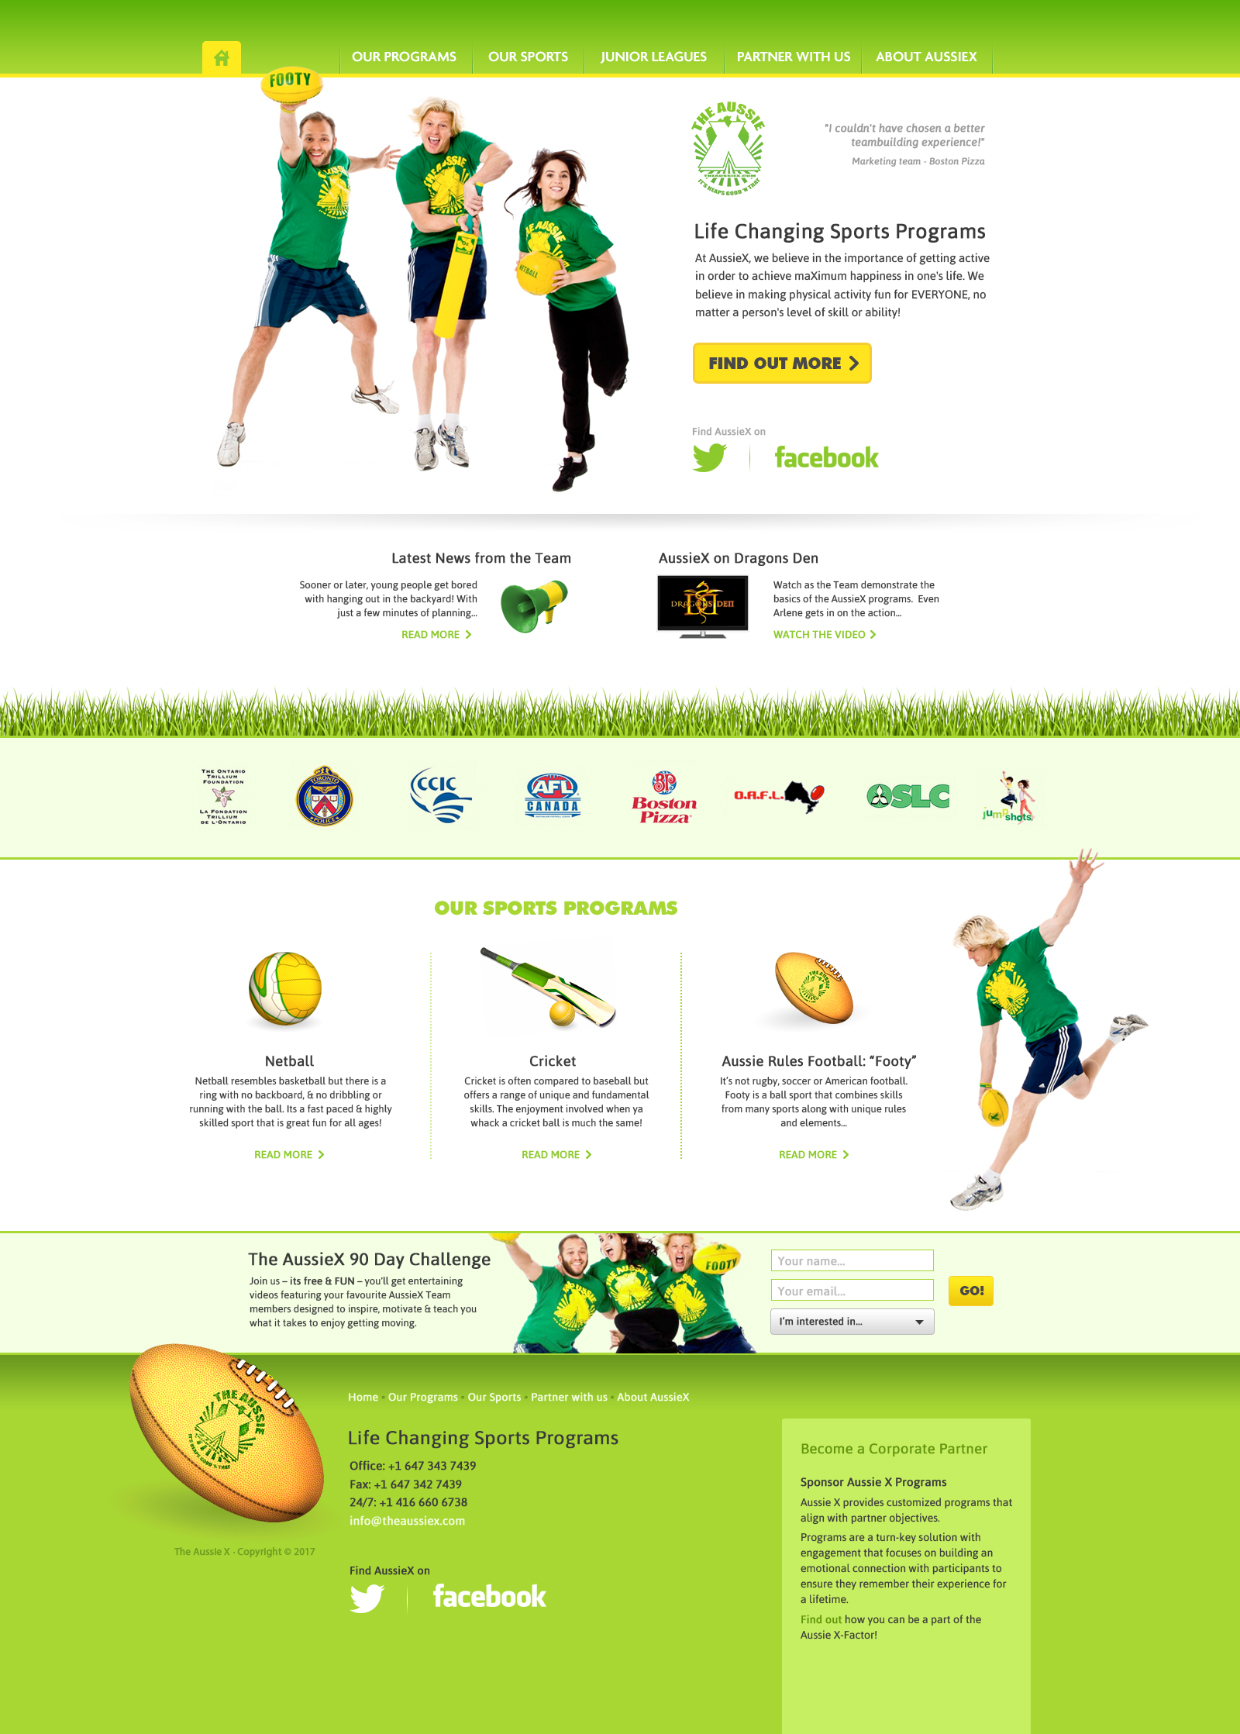 OUR PROGRAMS
OUR SPORTS
JUNIOR LEAGUES
PARTNER WITH US
ABOUT AUSSIEX
FOOTY
THE AUSSIE
"I couldn't have chosen a better
teambuilding experience!"
Marketing team - Boston Pizza
THE AUSSIE
NETBALL
Life Changing Sports Programs
At AussieX, we believe in the importance of getting active
in order to achieve maXimum happiness in one's life. We
believe in making physical activity fun for EVERYONE, no
matter a person's level of skill or ability!
FIND OUT MORE
Find AussieX on
facebook
Latest News from the Team
Sooner or later, young people get bored
with hanging out in the backyard! With
just a few minutes of planning...
READ MORE
AussieX on Dragons Den
DRAGONS DEN
Watch as the Team demonstrate the
basics of the AussieX programs. Even
Arlene gets in on the action...
WATCH THE VIDEO
THE ONTARIO
TRILLIUM
FOUNDATION
LA FONDATION
TRILLIUM
DE L'ONTARIO
TORONTO
POLICE
CCIC
AFL
CANADA
BP
Boston
Pizza
O.A.F.L.
OSLC
jumpshots
OUR SPORTS PROGRAMS
Netball
Netball resembles basketball but there is a
ring with no backboard, & no dribbling or
running with the ball. Its a fast paced & highly
skilled sport that is great fun for all ages!
READ MORE
Cricket
Cricket is often compared to baseball but
offers a range of unique and fundamental
skills. The enjoyment involved when ya
whack a cricket ball is much the same!
READ MORE
Aussie Rules Football: “Footy”
It's not rugby, soccer or American football.
Footy is a ball sport that combines skills
from many sports along with unique rules
and elements...
READ MORE
The AussieX 90 Day Challenge
Join us – its free & FUN – you'll get entertaining
videos featuring your favourite AussieX Team
members designed to inspire, motivate & teach you
what it takes to enjoy getting moving.
FOOTY
Your name...
Your email...
I'm interested in...
GO!
THE AUSSIE
The Aussie X - Copyright © 2017
Home - Our Programs - Our Sports - Partner with us - About AussieX
Life Changing Sports Programs
Office: +1 647 343 7439
Fax: +1 647 342 7439
24/7: +1 416 660 6738
info@theaussiex.com
Find AussieX on
facebook
Become a Corporate Partner
Sponsor Aussie X Programs
Aussie X provides customized programs that
align with partner objectives.
Programs are a turn-key solution with
engagement that focuses on building an
emotional connection with participants to
ensure they remember their experience for
a lifetime.
Find out how you can be a part of the
Aussie X-Factor!